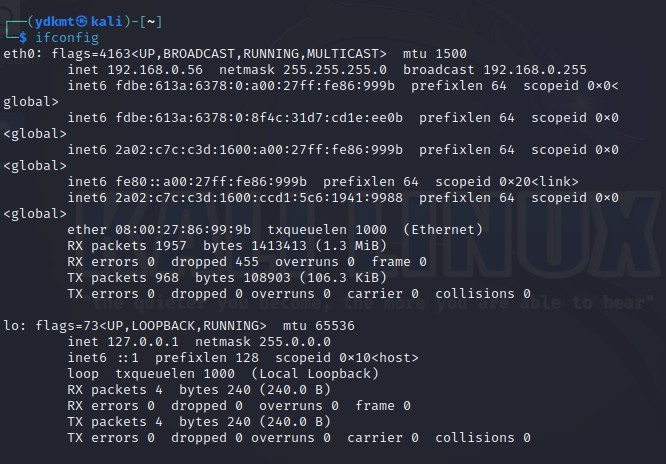 ┌──(ydkmt㉿kali)-[~]
└─$ ifconfig
eth0: flags=4163<UP,BROADCAST,RUNNING,MULTICAST>  mtu 1500
        inet 192.168.0.56  netmask 255.255.255.0  broadcast 192.168.0.255
        inet6 fdbe:613a:6378:0:a00:27ff:fe86:999b  prefixlen 64  scopeid 0×0<
global>
        inet6 fdbe:613a:6378:0:8f4c:31d7:cd1e:ee0b  prefixlen 64  scopeid 0×0
<global>
        inet6 2a02:c7c:c3d:1600:a00:27ff:fe86:999b  prefixlen 64  scopeid 0×0
<global>
        inet6 fe80::a00:27ff:fe86:999b  prefixlen 64  scopeid 0×20<link>
        inet6 2a02:c7c:c3d:1600:ccd1:5c6:1941:9988  prefixlen 64  scopeid 0×0
<global>
        ether 08:00:27:86:99:9b  txqueuelen 1000  (Ethernet)
        RX packets 1957  bytes 1413413 (1.3 MiB)
        RX errors 0  dropped 455  overruns 0  frame 0
        TX packets 968  bytes 108903 (106.3 KiB)
        TX errors 0  dropped 0 overruns 0  carrier 0  collisions 0
KALI LINUX
"the quieter you become, the more you are able to hear"
lo: flags=73<UP,LOOPBACK,RUNNING>  mtu 65536
        inet 127.0.0.1  netmask 255.0.0.0
        inet6 ::1  prefixlen 128  scopeid 0×10<host>
        loop  txqueuelen 1000  (Local Loopback)
        RX packets 4  bytes 240 (240.0 B)
        RX errors 0  dropped 0  overruns 0  frame 0
        TX packets 4  bytes 240 (240.0 B)
        TX errors 0  dropped 0 overruns 0  carrier 0  collisions 0